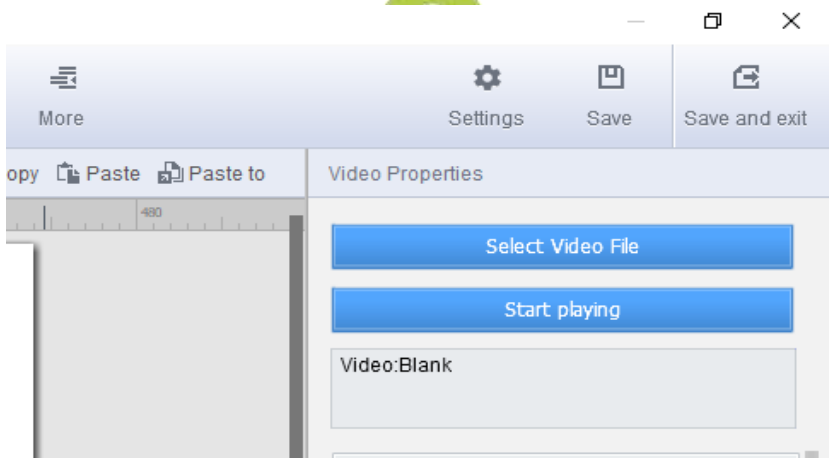 More
Settings
Save
Save and exit
opy Paste Paste to
Video Properties
480
Select Video File
Start playing
Video:Blank